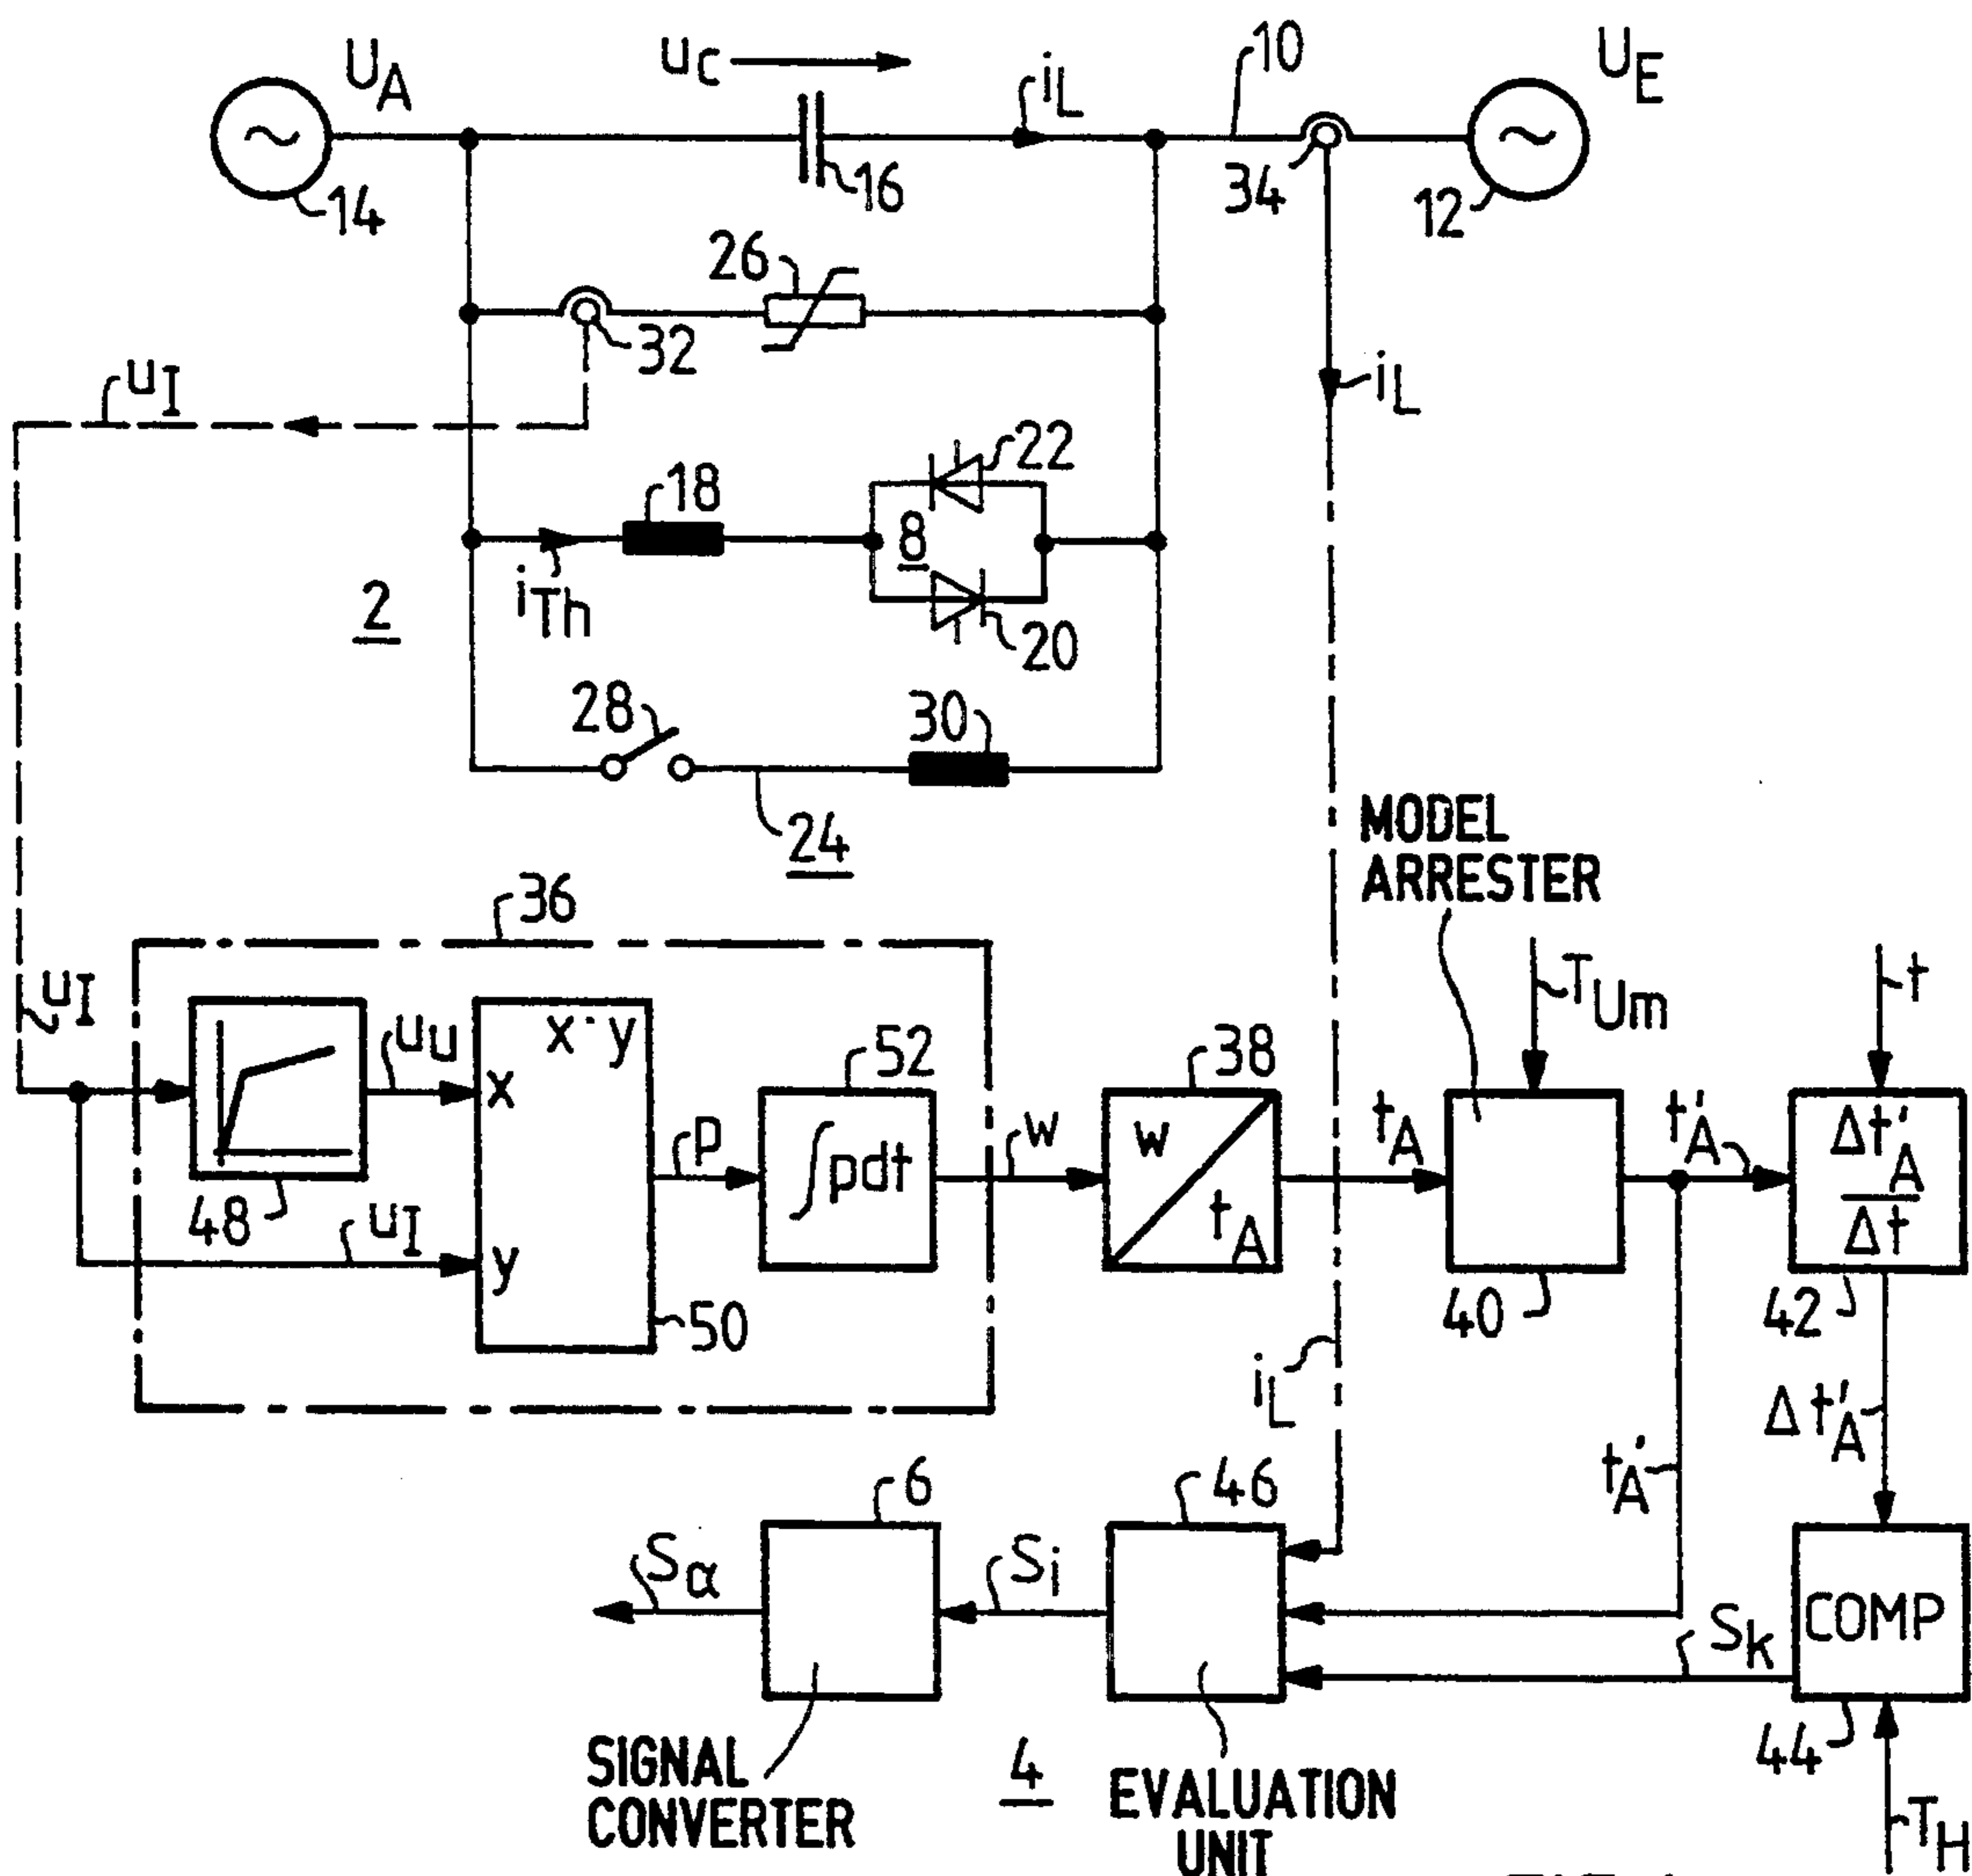 U_A
u_C
i_L
10
U_E
14
16
34
12
26
32
u_I
i_L
22
18
8
i_Th
20
2
28
30
24
MODEL
ARRESTER
36
T_Um
t
u_I
u_u
x · y
x
52
38
p
w
t_A
t'_A
∫pdt
w
t_A
Δt'_A
Δt
48
u_I
y
50
40
42
i_L
Δt'_A
t'_A
6
46
S_α
S_i
COMP
S_k
44
SIGNAL
CONVERTER
4
EVALUATION
UNIT
T_H